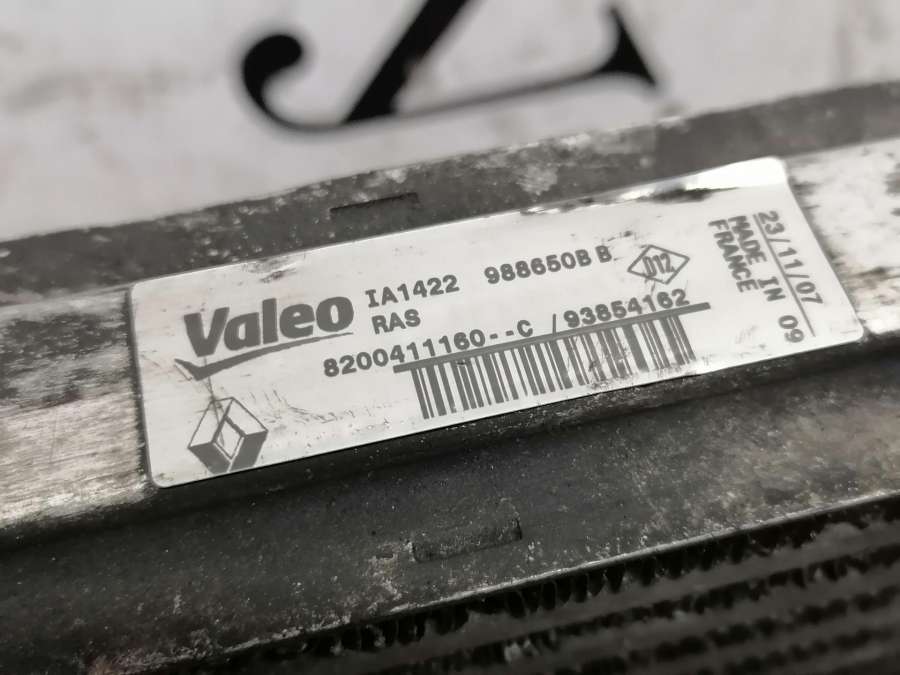 Valeo
IA1422 988650B B
RAS
8200411160--C /93854162
D12
23/11/07
MADE IN 09
FRANCE